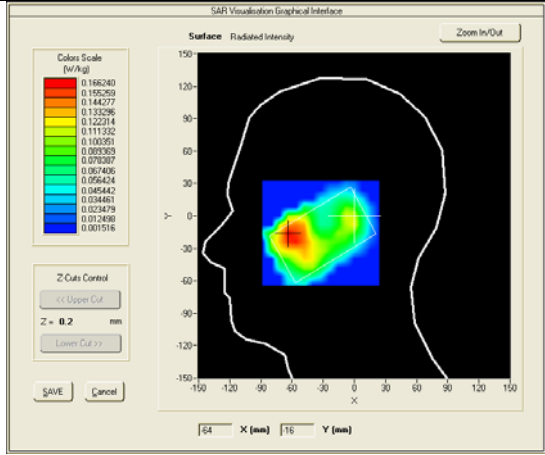 SAR Visualisation Graphical Interface
Surface Radiated Intensity
Zoom In/Out
Colors Scale
(W/kg)
0.166240
0.155259
0.144277
0.133296
0.122314
0.111332
0.100351
0.089369
0.078387
0.067406
0.056424
0.045442
0.034461
0.023479
0.012498
0.001516
150
120
90
60
30
0
-30
-60
-90
-120
-150
Y
-150 -120 -90 -60 -30 0 30 60 90 120 150
X
Z-Cuts Control
<< Upper Cut
Z = 0.2 mm
Lower Cut >>
SAVE Cancel
-64 X (mm) -16 Y (mm)